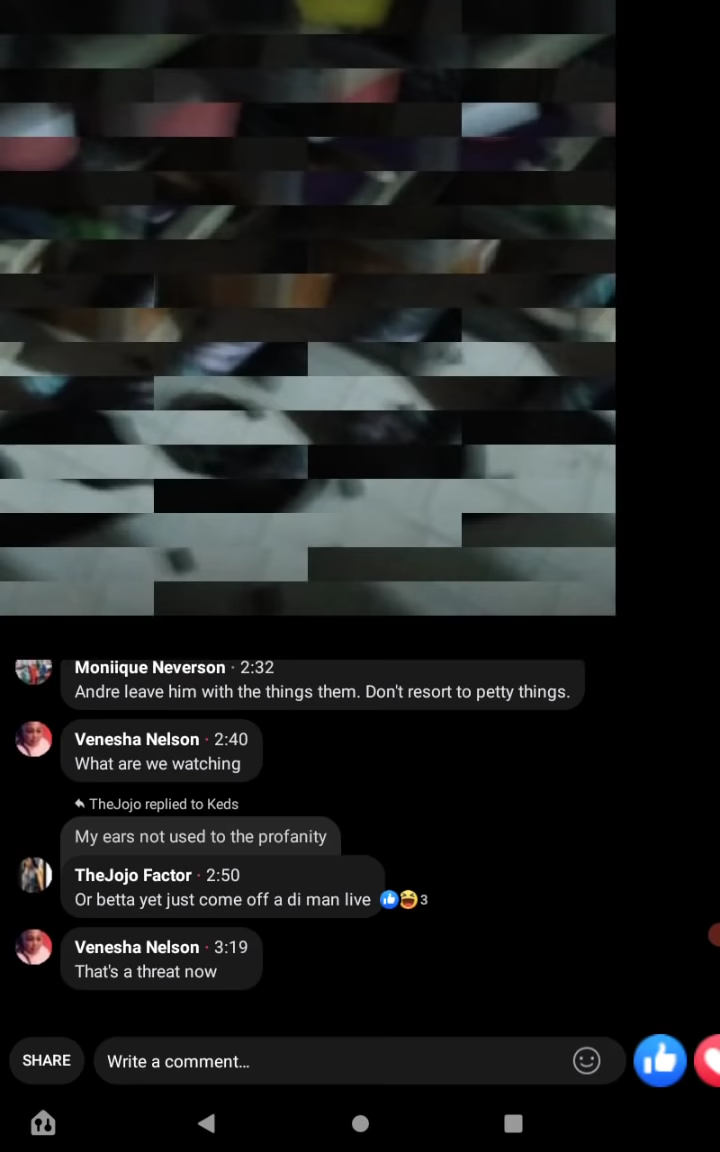 Moniique Neverson · 2:32
Andre leave him with the things them. Don't resort to petty things.
Venesha Nelson · 2:40
What are we watching
TheJojo replied to Keds
My ears not used to the profanity
TheJojo Factor · 2:50
Or betta yet just come off a di man live 3
Venesha Nelson · 3:19
That's a threat now
SHARE Write a comment...